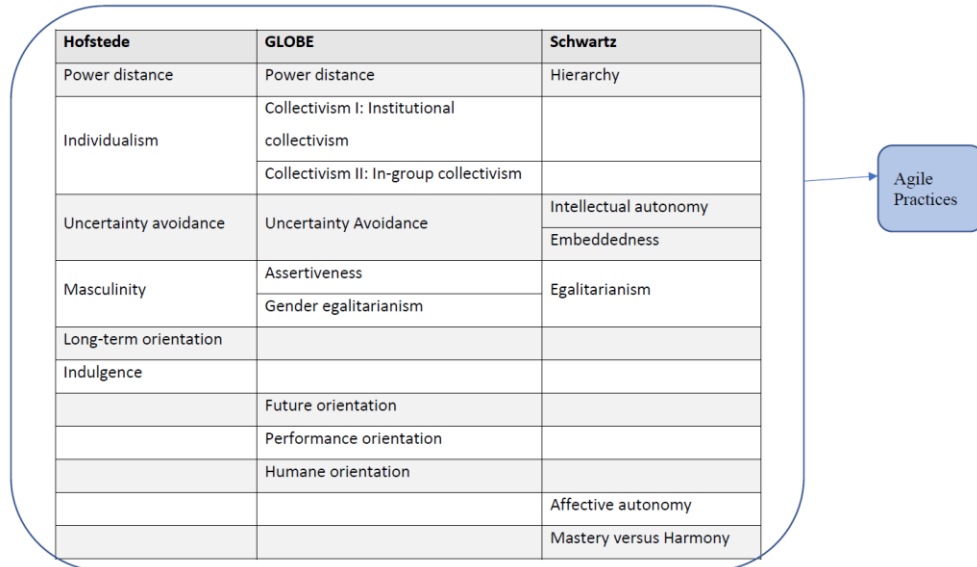 Hofstede GLOBE Schwartz
Power distance Power distance Hierarchy
Individualism
Collectivism I: Institutional
collectivism
Collectivism II: In-group collectivism
Uncertainty avoidance Uncertainty Avoidance
Intellectual autonomy
Embeddedness
Masculinity
Assertiveness
Gender egalitarianism
Egalitarianism
Long-term orientation
Indulgence
Future orientation
Performance orientation
Humane orientation
Affective autonomy
Mastery versus Harmony
Agile
Practices